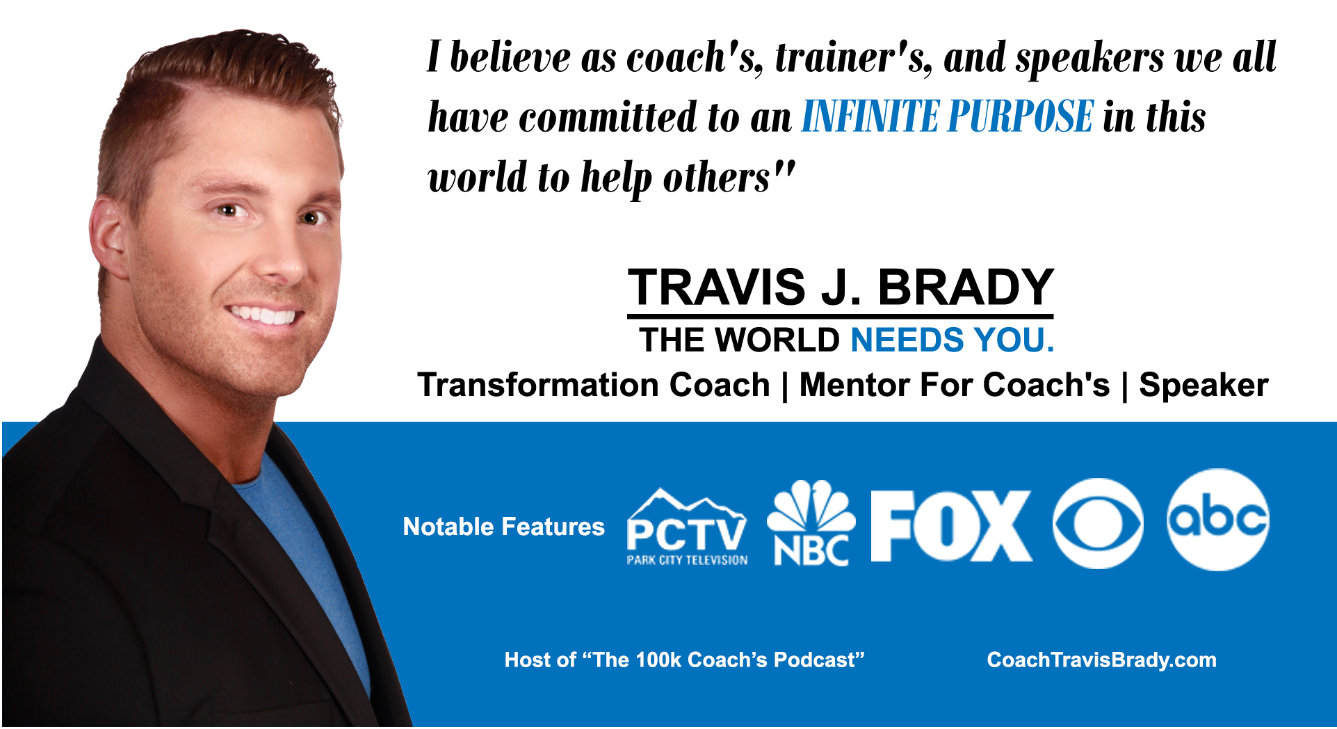 I believe as coach's, trainer's, and speakers we all
have committed to an INFINITE PURPOSE in this
world to help others"
TRAVIS J. BRADY
THE WORLD NEEDS YOU.
Transformation Coach | Mentor For Coach's | Speaker
Notable Features
PCTV
PARK CITY TELEVISION
NBC
FOX
abc
Host of “The 100k Coach’s Podcast”
CoachTravisBrady.com